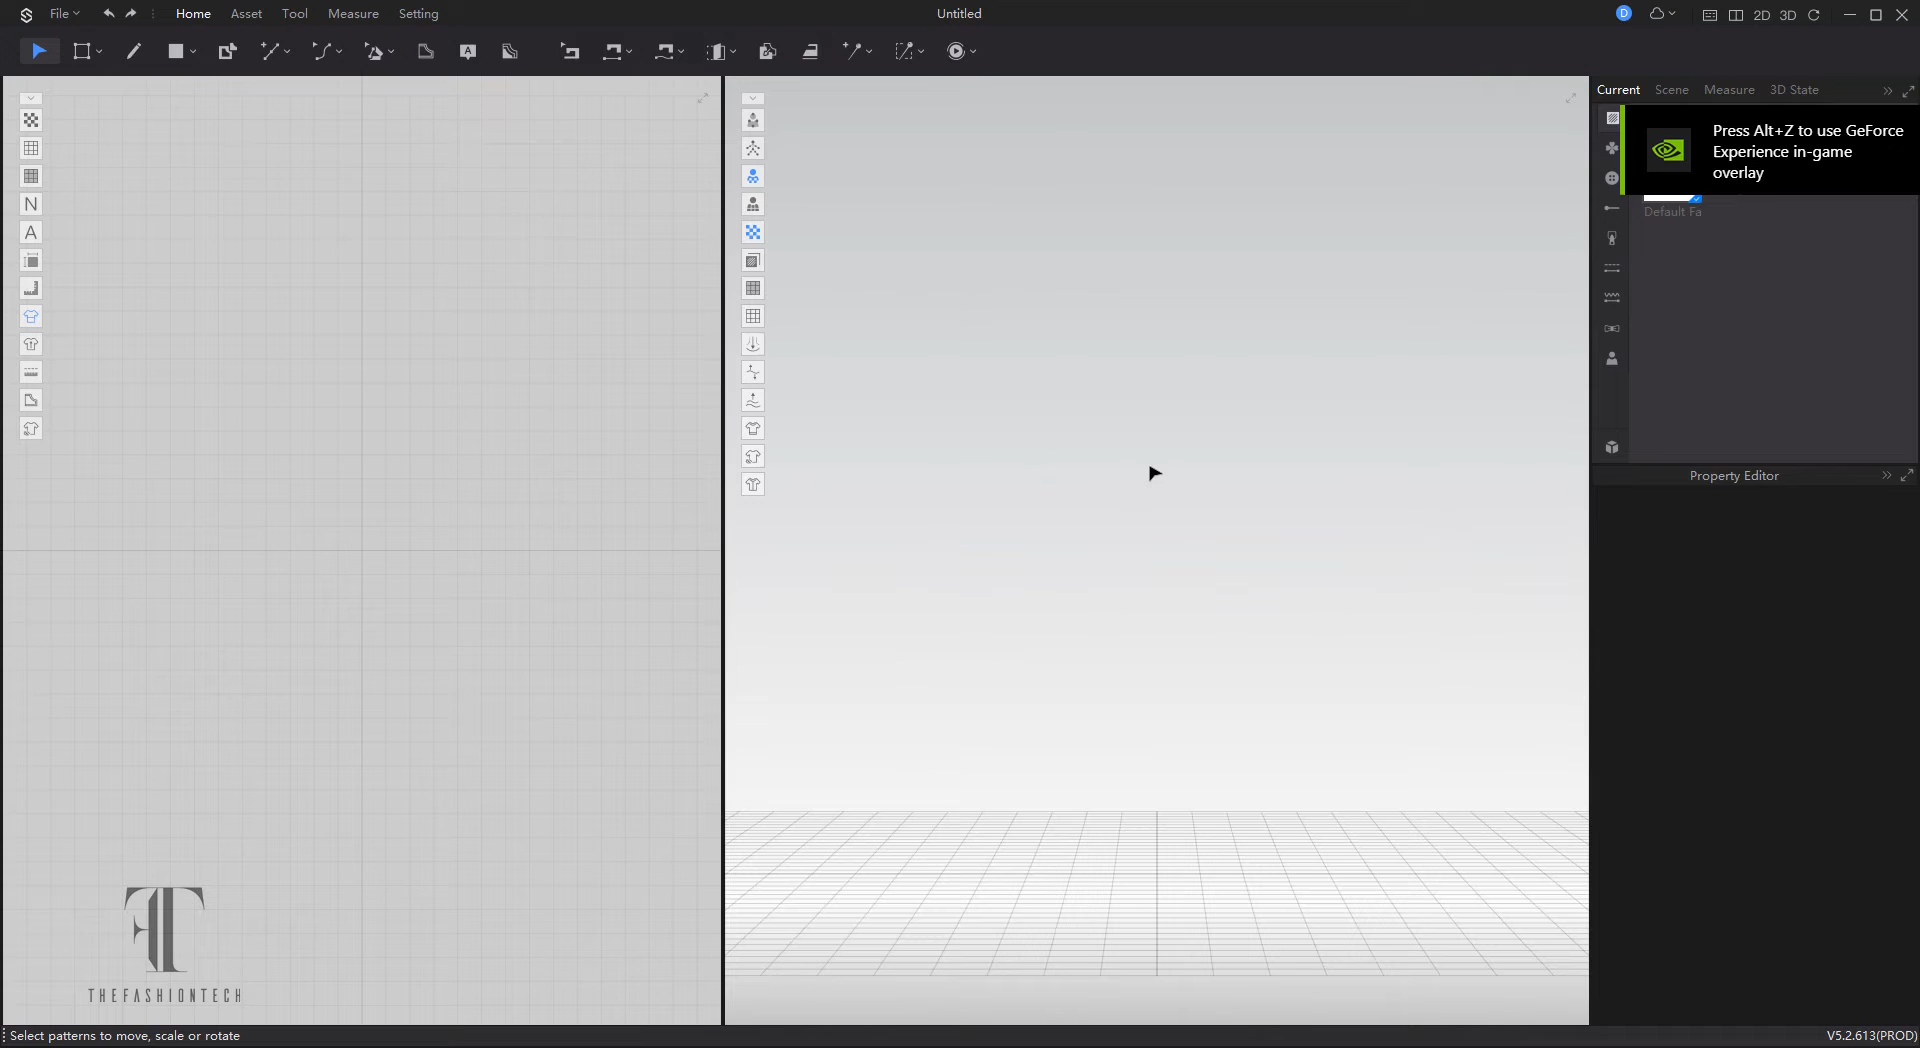 File
Home
Asset
Tool
Measure
Setting
Untitled
D
2D
3D
A
Current
Scene
Measure
3D State
Press Alt+Z to use GeForce
Experience in-game
overlay
Default Fa
N
A
Property Editor
THEFASHIONTECH
Select patterns to move, scale or rotate
V5.2.613(PROD)